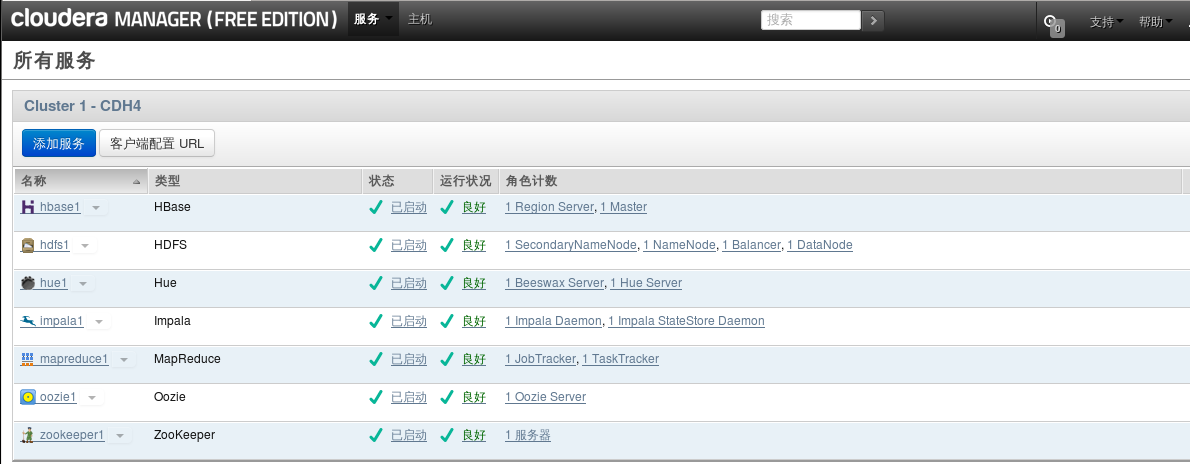 cloudera MANAGER (FREE EDITION) 服务 主机 搜索 0 支持 帮助
所有服务
Cluster 1 - CDH4
添加服务 客户端配置 URL
名称 类型 状态 运行状况 角色计数
hbase1 HBase 已启动 良好 1 Region Server, 1 Master
hdfs1 HDFS 已启动 良好 1 SecondaryNameNode, 1 NameNode, 1 Balancer, 1 DataNode
hue1 Hue 已启动 良好 1 Beeswax Server, 1 Hue Server
impala1 Impala 已启动 良好 1 Impala Daemon, 1 Impala StateStore Daemon
mapreduce1 MapReduce 已启动 良好 1 JobTracker, 1 TaskTracker
oozie1 Oozie 已启动 良好 1 Oozie Server
zookeeper1 ZooKeeper 已启动 良好 1 服务器